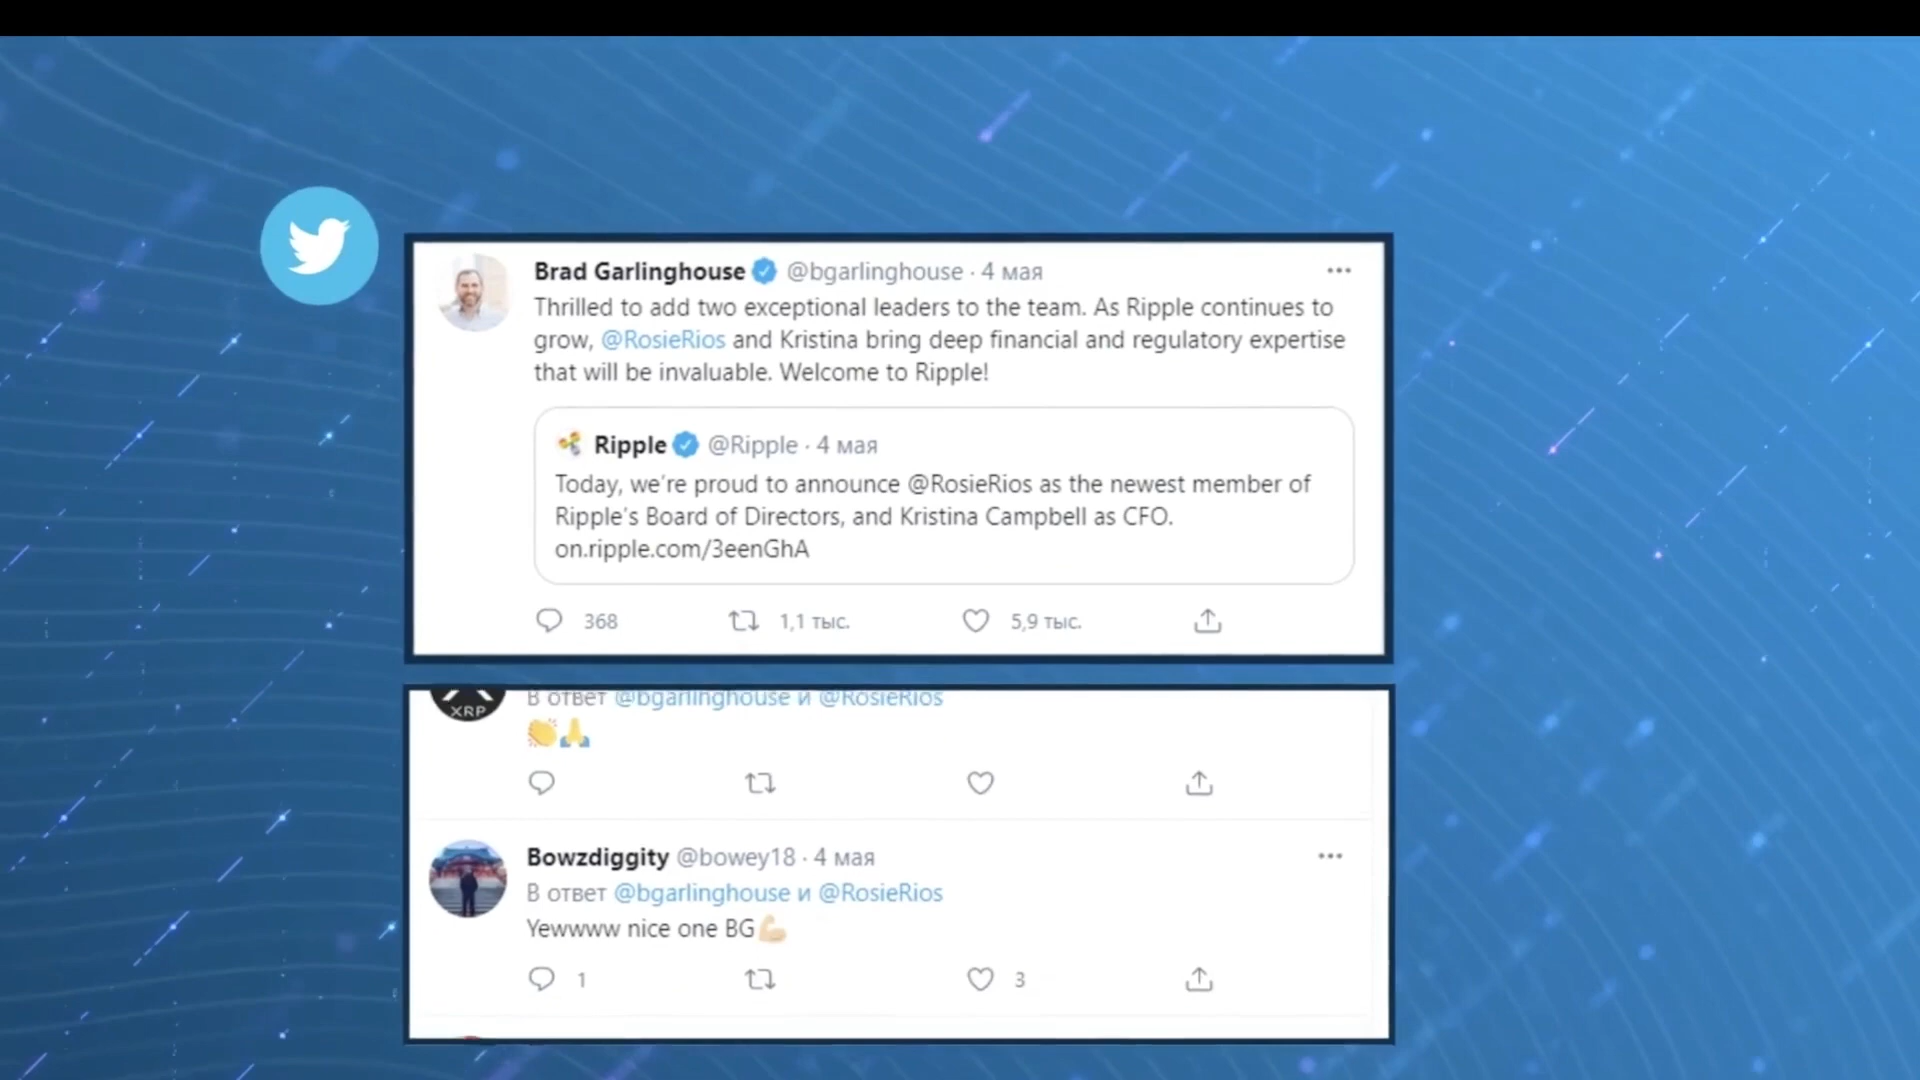 Brad Garlinghouse @bgarlinghouse · 4 мая
Thrilled to add two exceptional leaders to the team. As Ripple continues to
grow, @RosieRios and Kristina bring deep financial and regulatory expertise
that will be invaluable. Welcome to Ripple!
Ripple @Ripple · 4 мая
Today, we're proud to announce @RosieRios as the newest member of
Ripple's Board of Directors, and Kristina Campbell as CFO.
on.ripple.com/3eenGhA
368 1,1 тыс. 5,9 тыс.
XRP
В ответ @bgarlinghouse и @RosieRios
👏🙏
Bowzdiggity @bowey18 · 4 мая
В ответ @bgarlinghouse и @RosieRios
Yewwww nice one BG💪🏻
1 3